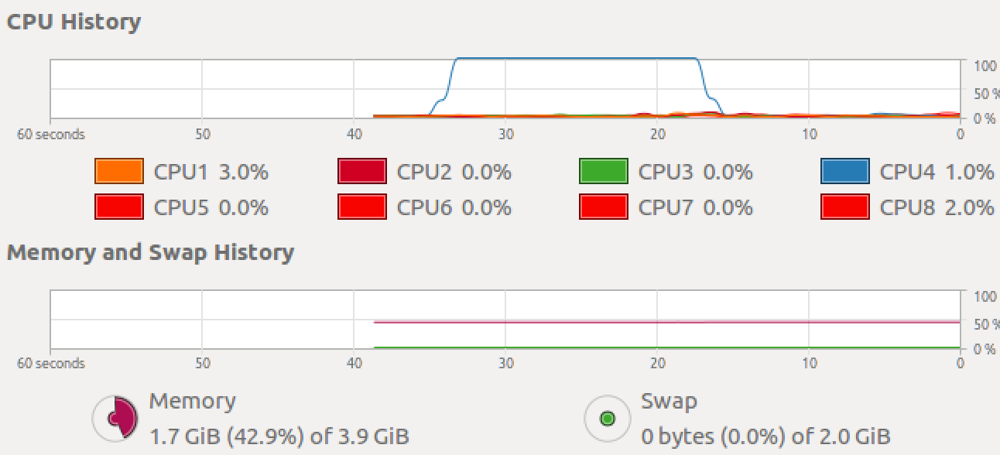 CPU History
100
50 %
0 %
60 seconds 50 40 30 20 10 0
CPU1 3.0% CPU2 0.0% CPU3 0.0% CPU4 1.0%
CPU5 0.0% CPU6 0.0% CPU7 0.0% CPU8 2.0%
Memory and Swap History
100
50 %
0 %
60 seconds 50 40 30 20 10 0
Memory Swap
1.7 GiB (42.9%) of 3.9 GiB 0 bytes (0.0%) of 2.0 GiB